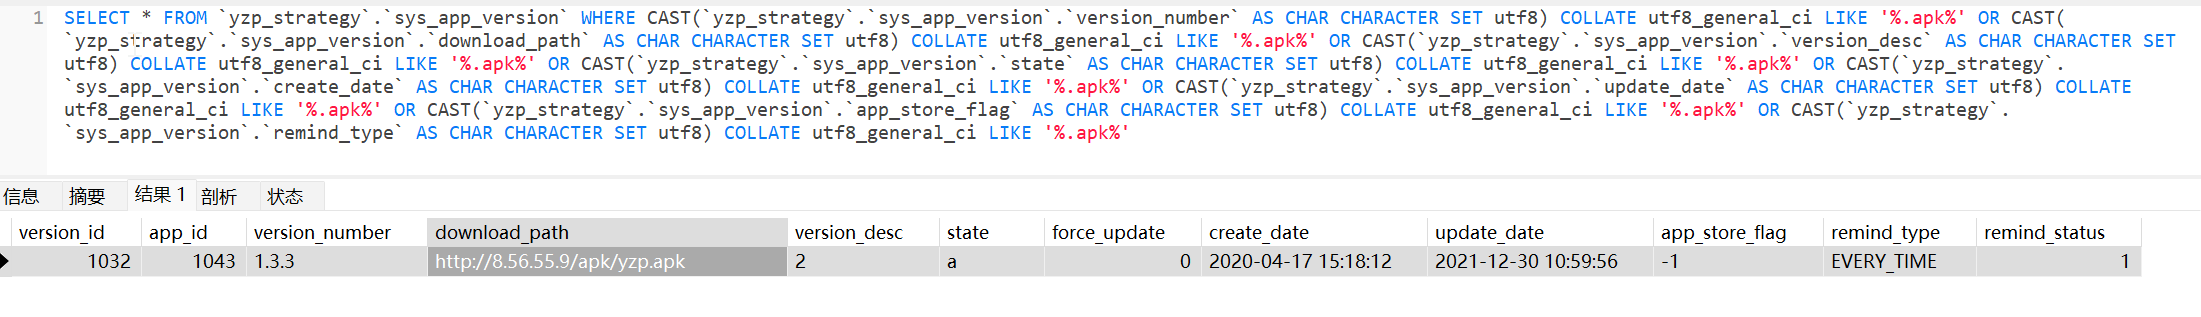 1 SELECT * FROM `yzp_strategy`.`sys_app_version` WHERE CAST(`yzp_strategy`.`sys_app_version`.`version_number` AS CHAR CHARACTER SET utf8) COLLATE utf8_general_ci LIKE '%.apk%' OR CAST(
`yzp_strategy`.`sys_app_version`.`download_path` AS CHAR CHARACTER SET utf8) COLLATE utf8_general_ci LIKE '%.apk%' OR CAST(`yzp_strategy`.`sys_app_version`.`version_desc` AS CHAR CHARACTER SET
utf8) COLLATE utf8_general_ci LIKE '%.apk%' OR CAST(`yzp_strategy`.`sys_app_version`.`state` AS CHAR CHARACTER SET utf8) COLLATE utf8_general_ci LIKE '%.apk%' OR CAST(`yzp_strategy`.
`sys_app_version`.`create_date` AS CHAR CHARACTER SET utf8) COLLATE utf8_general_ci LIKE '%.apk%' OR CAST(`yzp_strategy`.`sys_app_version`.`update_date` AS CHAR CHARACTER SET utf8) COLLATE
utf8_general_ci LIKE '%.apk%' OR CAST(`yzp_strategy`.`sys_app_version`.`app_store_flag` AS CHAR CHARACTER SET utf8) COLLATE utf8_general_ci LIKE '%.apk%' OR CAST(`yzp_strategy`.
`sys_app_version`.`remind_type` AS CHAR CHARACTER SET utf8) COLLATE utf8_general_ci LIKE '%.apk%'
信息 摘要 结果 1 剖析 状态
version_id app_id version_number download_path version_desc state force_update create_date update_date app_store_flag remind_type remind_status
1032 1043 1.3.3 http://8.56.55.9/apk/yzp.apk 2 a 0 2020-04-17 15:18:12 2021-12-30 10:59:56 -1 EVERY_TIME 1